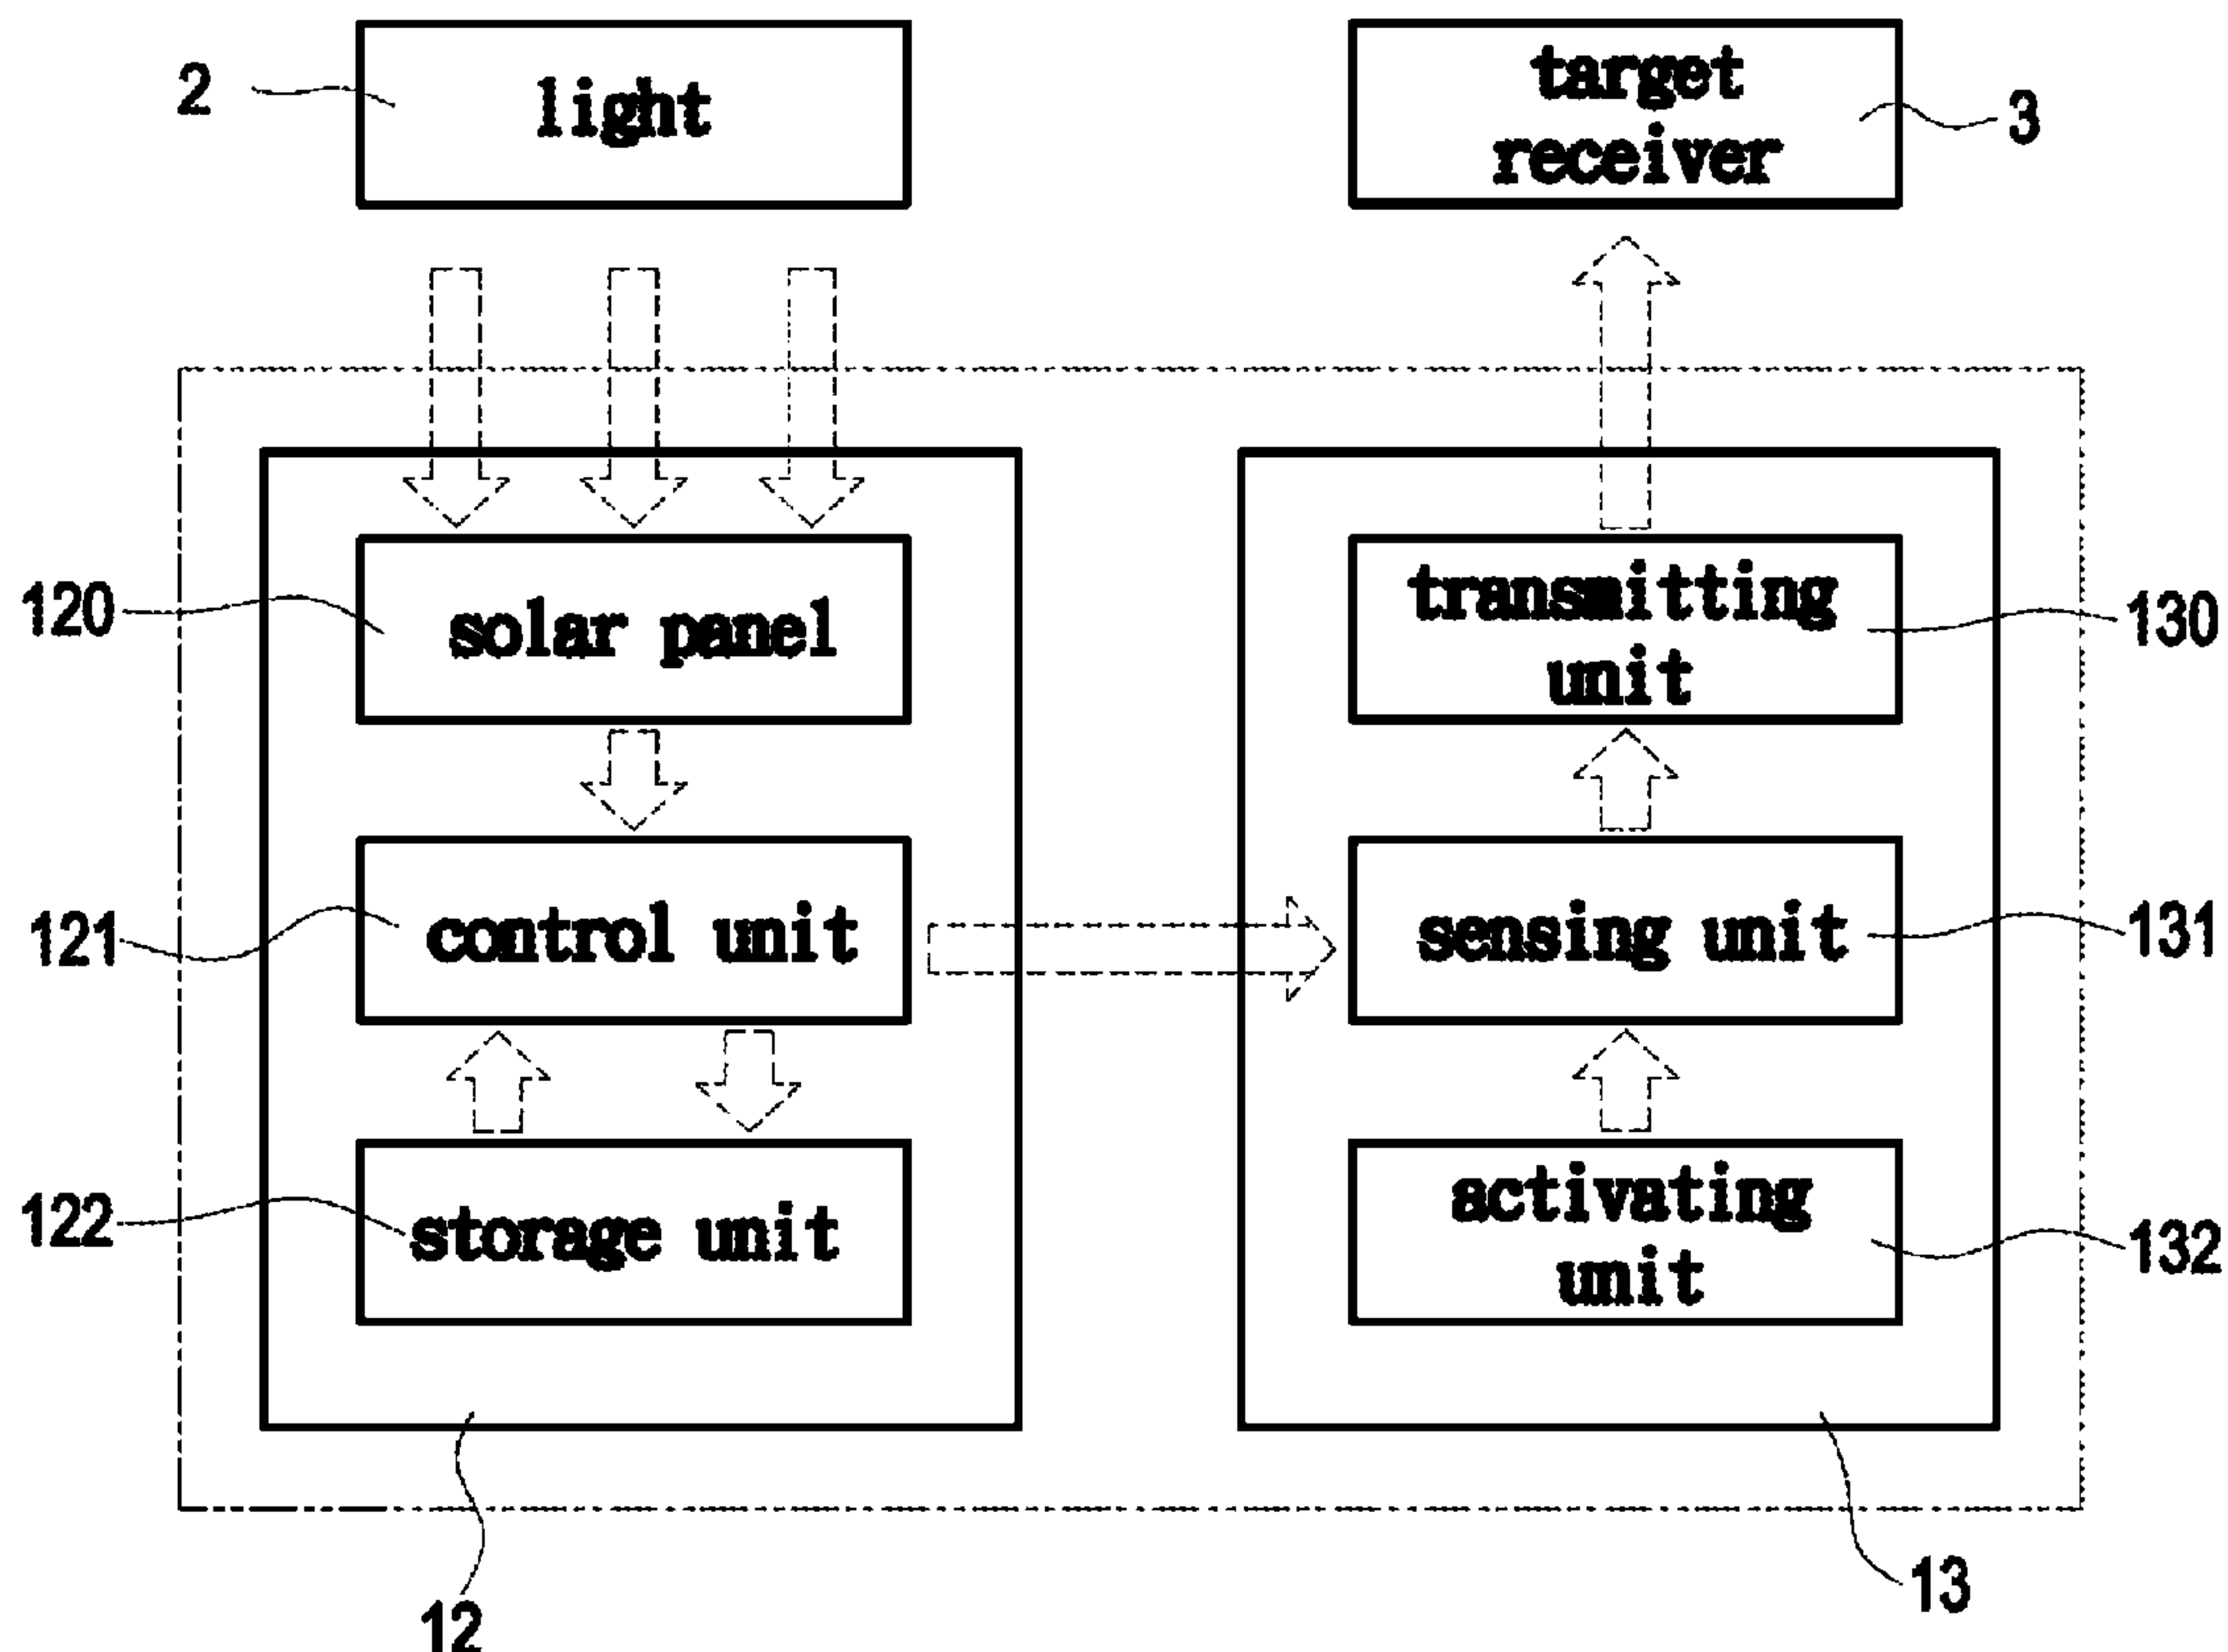 2
light
target
receiver
3
120
solar panel
transmitting
unit
130
121
control unit
sensing unit
131
122
storage unit
activating
unit
132
12
13